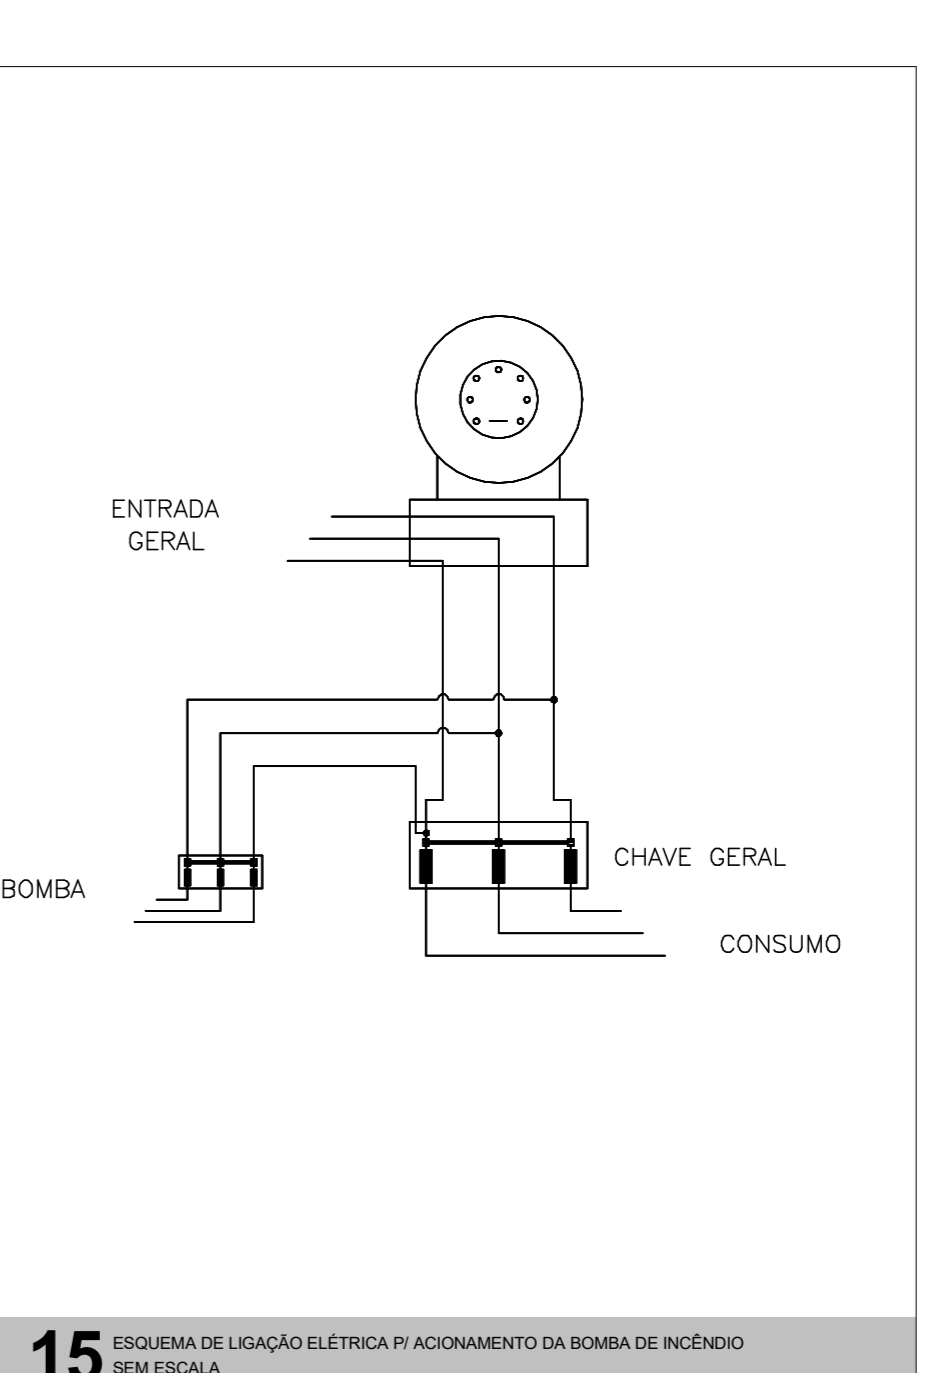 ENTRADA
GERAL
CHAVE GERAL
BOMBA
CONSUMO
15 ESQUEMA DE LIGAÇÃO ELÉTRICA P/ ACIONAMENTO DA BOMBA DE INCÊNDIO
SEM ESCALA